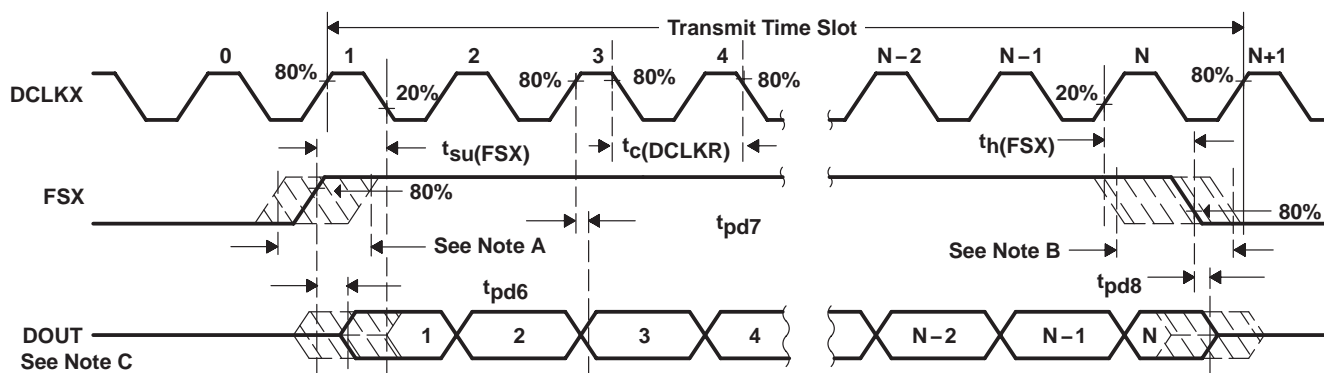 Transmit Time Slot
0 1 2 3 4 N–2 N–1 N N+1
80% 80% 80% 80% 80%
DCLKX
20% 20%
tsu(FSX) tc(DCLKR) th(FSX)
FSX
80% 80%
tpd7
See Note A See Note B
tpd6 tpd8
DOUT 1 2 3 4 N–2 N–1 N
See Note C